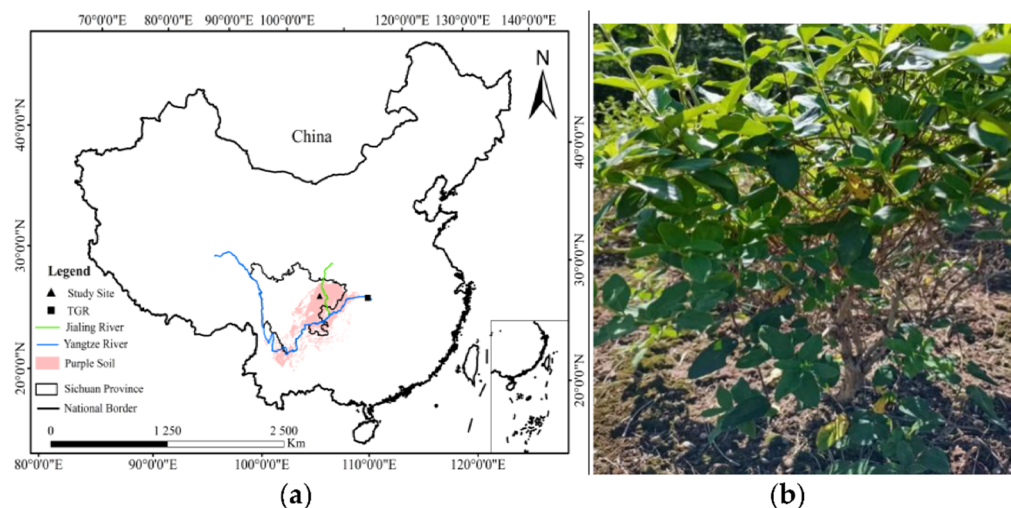 70°0'0"E 80°0'0"E 90°0'0"E 100°0'0"E 120°0'0"E 130°0'0"E 140°0'0"E
N
China
40°0'0"N
30°0'0"N
20°0'0"N
40°0'0"N
30°0'0"N
20°0'0"N
Legend
Study Site
TGR
Jialing River
Yangtze River
Purple Soil
Sichuan Province
National Border
0 1 250 2 500
Km
80°0'0"E 90°0'0"E 100°0'0"E 110°0'0"E 120°0'0"E
(a) (b)